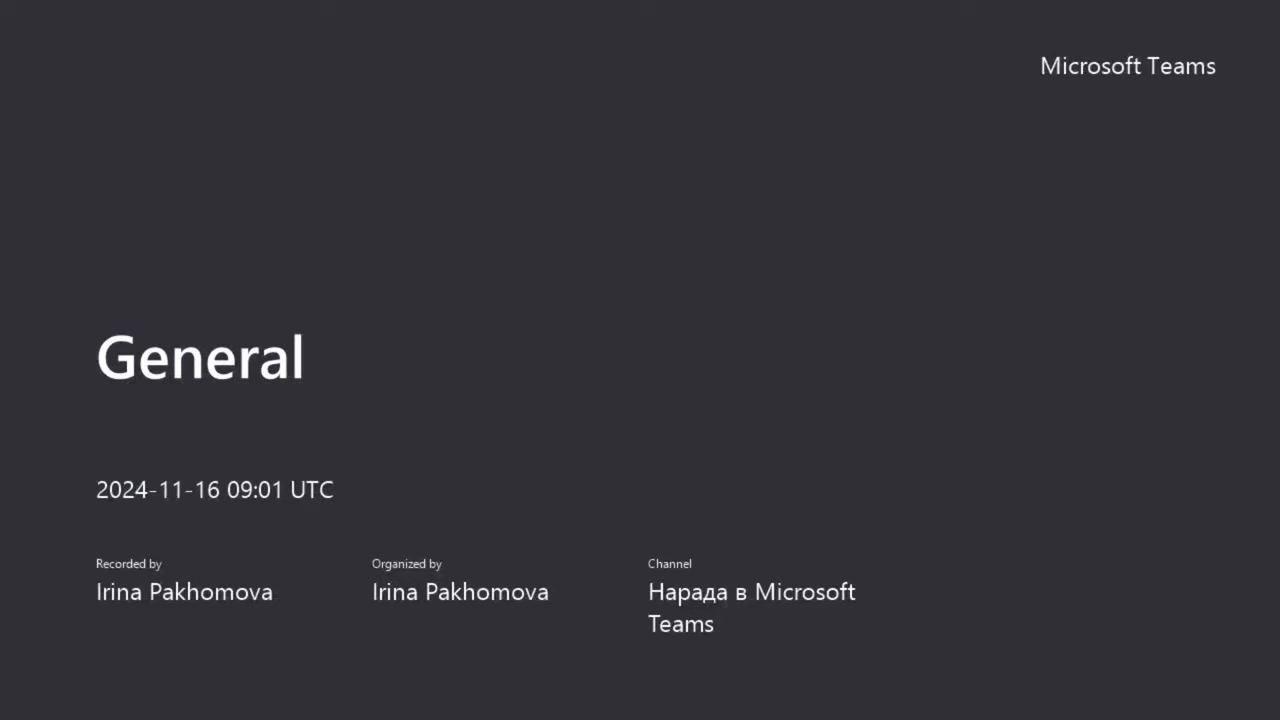 Microsoft Teams
General
2024-11-16 09:01 UTC
Recorded by
Irina Pakhomova
Organized by
Irina Pakhomova
Channel
Нарада в Microsoft
Teams